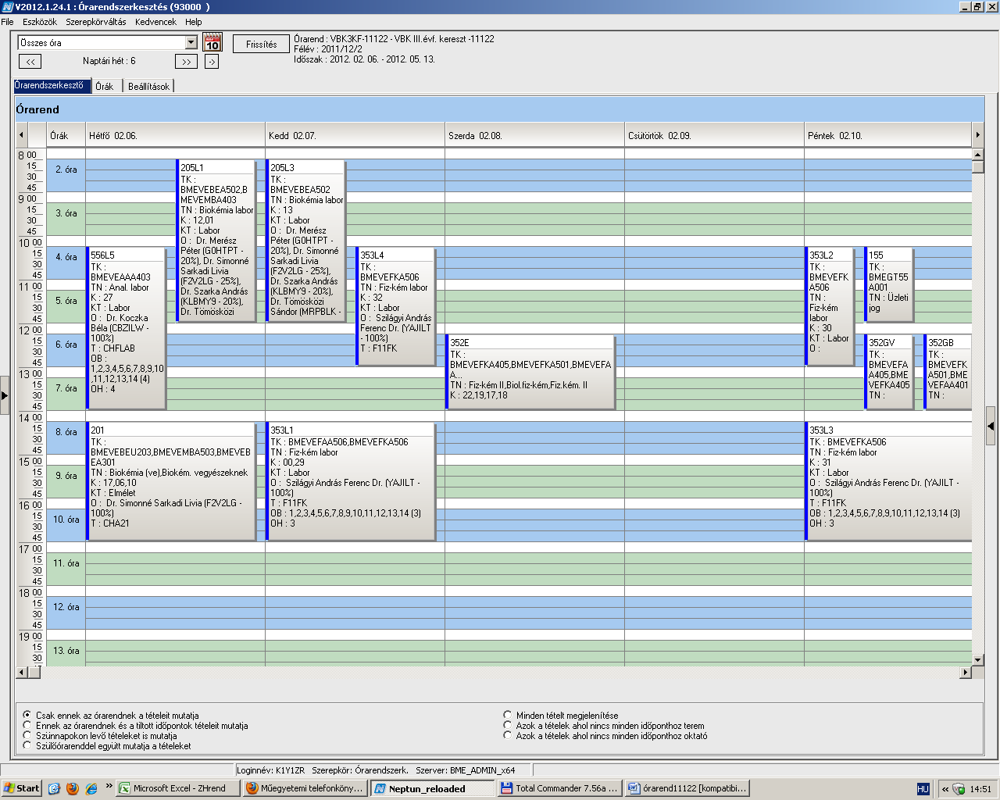 V2012.1.24.1 : Órarendszerkesztés (93000  )
File Eszközök Szerepkörváltás Kedvencek Help
Összes óra
10
Frissítés
<< Naptári hét : 6 >> ->
Órarend : VBK3KF-11122 - VBK III.évf. kereszt -11122
Félév : 2011/12/2
Időszak : 2012. 02. 06. - 2012. 05. 13.
Órarendszerkesztő Órák Beállítások
Órarend
Órák Hétfő 02.06. Kedd 02.07. Szerda 02.08. Csütörtök 02.09. Péntek 02.10.
8 00
15
30
45
9 00
15
30
45
10 00
15
30
45
11 00
15
30
45
12 00
15
30
45
13 00
15
30
45
14 00
15
30
45
15 00
15
30
45
16 00
15
30
45
17 00
15
30
45
18 00
15
30
45
19 00
15
30
2. óra
3. óra
4. óra
5. óra
6. óra
7. óra
8. óra
9. óra
10. óra
11. óra
12. óra
13. óra
205L1
TK :
BMEVEBEA502,B
MEVEMBA403
TN : Biokémia labor
K : 12,01
KT : Labor
O : Dr. Merész
Péter (G0HTPT -
20%), Dr. Simonné
Sarkadi Livia
(F2V2LG - 25%),
Dr. Szarka András
(KLBMY9 - 20%),
Dr. Tömösközi
556L5
TK :
BMEVEAAA403
TN : Anal. labor
K : 27
KT : Labor
O : Dr. Koczka
Béla (CBZILW -
100%)
T : CHFLAB
OB :
1,2,3,4,5,6,7,8,9,10
,11,12,13,14 (4)
OH : 4
201
TK :
BMEVEBEU203,BMEVEMBA503,BMEVEB
EA301
TN : Biokémia (ve),Biokém. vegyészeknek
K : 17,06,10
KT : Elmélet
O : Dr. Simonné Sarkadi Livia (F2V2LG -
100%)
T : CHA21
205L3
TK :
BMEVEBEA502
TN : Biokémia labor
K : 13
KT : Labor
O : Dr. Merész
Péter (G0HTPT -
20%), Dr. Simonné
Sarkadi Livia
(F2V2LG - 25%),
Dr. Szarka András
(KLBMY9 - 20%),
Dr. Tömösközi
Sándor (MRPBLK -
353L4
TK :
BMEVEFKA506
TN : Fiz-kém labor
K : 32
KT : Labor
O : Szilágyi András
Ferenc Dr. (YAJILT
- 100%)
T : F11FK
353L1
TK : BMEVEFAA506,BMEVEFKA506
TN : Fiz-kém labor
K : 00,29
KT : Labor
O : Szilágyi András Ferenc Dr. (YAJILT -
100%)
T : F11FK
OB : 1,2,3,4,5,6,7,8,9,10,11,12,13,14 (3)
OH : 3
352E
TK :
BMEVEFKA405,BMEVEFKA501,BMEVEFA
A...
TN : Fiz-kém II,Biol.fiz-kém,Fiz.kém. II
K : 22,19,17,18
353L2
TK :
BMEVEFK
A506
TN :
Fiz-kém
labor
K : 30
KT : Labor
O :
155
TK :
BMEGT55
A001
TN : Üzleti
jog
352GV
TK :
BMEVEFA
A405,BME
VEFKA405
TN :
352GB
TK :
BMEVEFK
A501,BME
VEFAA401
TN :
353L3
TK : BMEVEFKA506
TN : Fiz-kém labor
K : 31
KT : Labor
O : Szilágyi András Ferenc Dr. (YAJILT -
100%)
T : F11FK
OB : 1,2,3,4,5,6,7,8,9,10,11,12,13,14 (3)
OH : 3
Csak ennek az órarendnek a tételeit mutatja
Ennek az órarendnek és a tiltott időpontok tételeit mutatja
Szünnapokon levő tételeket is mutatja
Szülőórarenddel együtt mutatja a tételeket
Minden tételt megjelenítése
Azok a tételek ahol nincs minden időponthoz terem
Azok a tételek ahol nincs minden időponthoz oktató
Loginnév: K1Y1ZR Szerepkör: Órarendszerk. Szerver: BME_ADMIN_x64
Start » Microsoft Excel - ZHrend Műegyetemi telefonköny... Neptun_reloaded Total Commander 7.56a ... órarend11122 [kompatibi... HU « 14:51